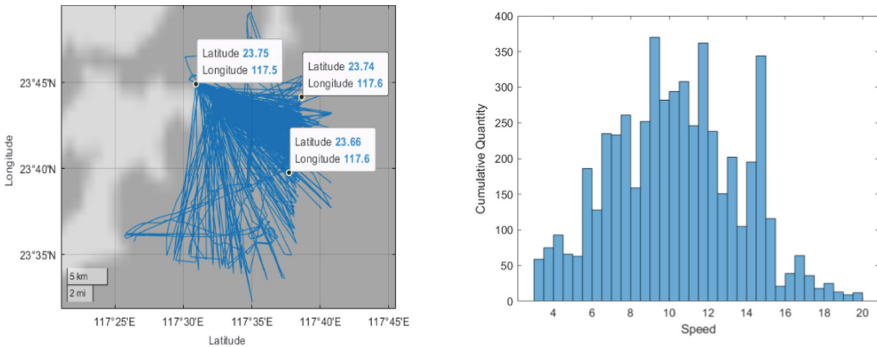 Latitude 23.75
Longitude 117.5
Latitude 23.74
Longitude 117.6
Latitude 23.66
Longitude 117.6
23°45'N
23°40'N
23°35'N
Longitude
5 km
2 mi
117°25'E 117°30'E 117°35'E 117°40'E 117°45'E
Latitude
400
350
300
250
200
150
100
50
0
Cumulative Quantity
4 6 8 10 12 14 16 18 20
Speed